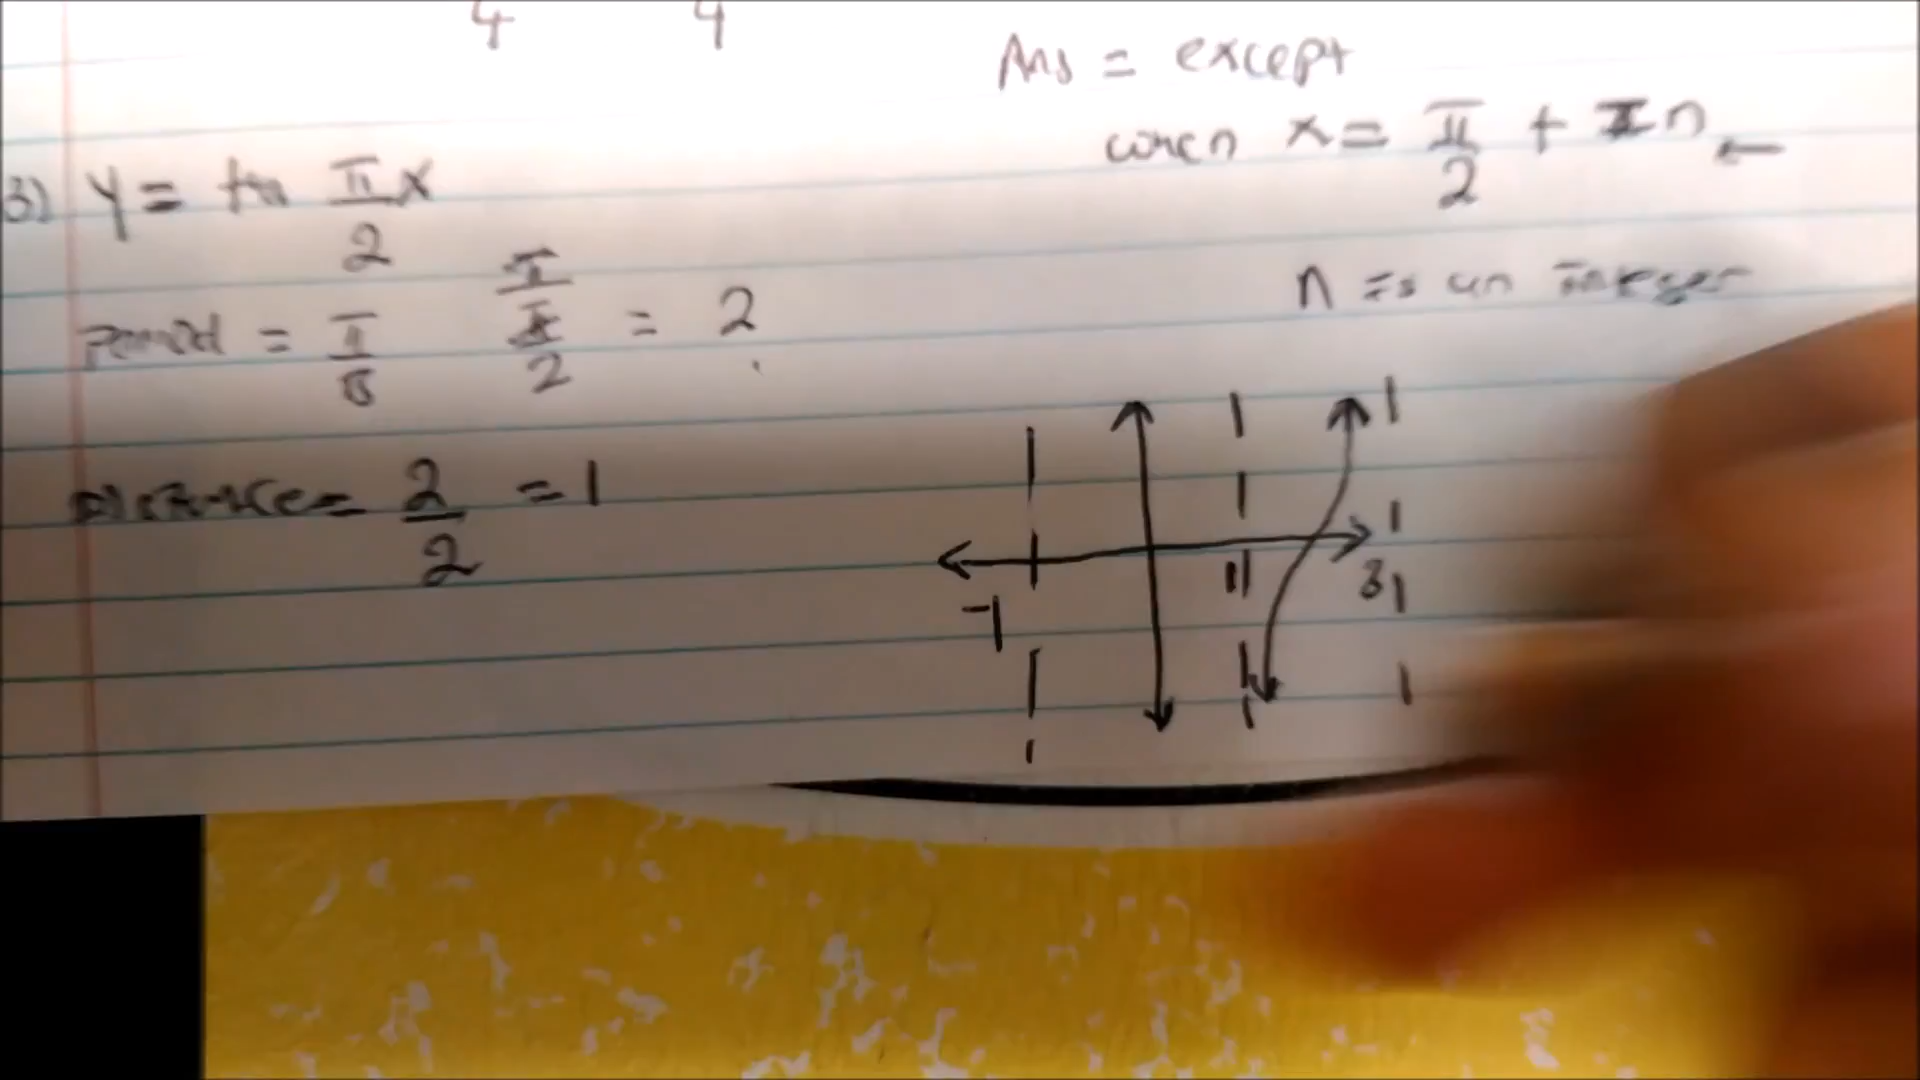 4 4
Ans = except
when x = π/2 + πn
3) y = tan π/2 x
Period = π/B π/(π/2) = 2
n is an integer
Distance = 2/2 = 1
-1 1 3